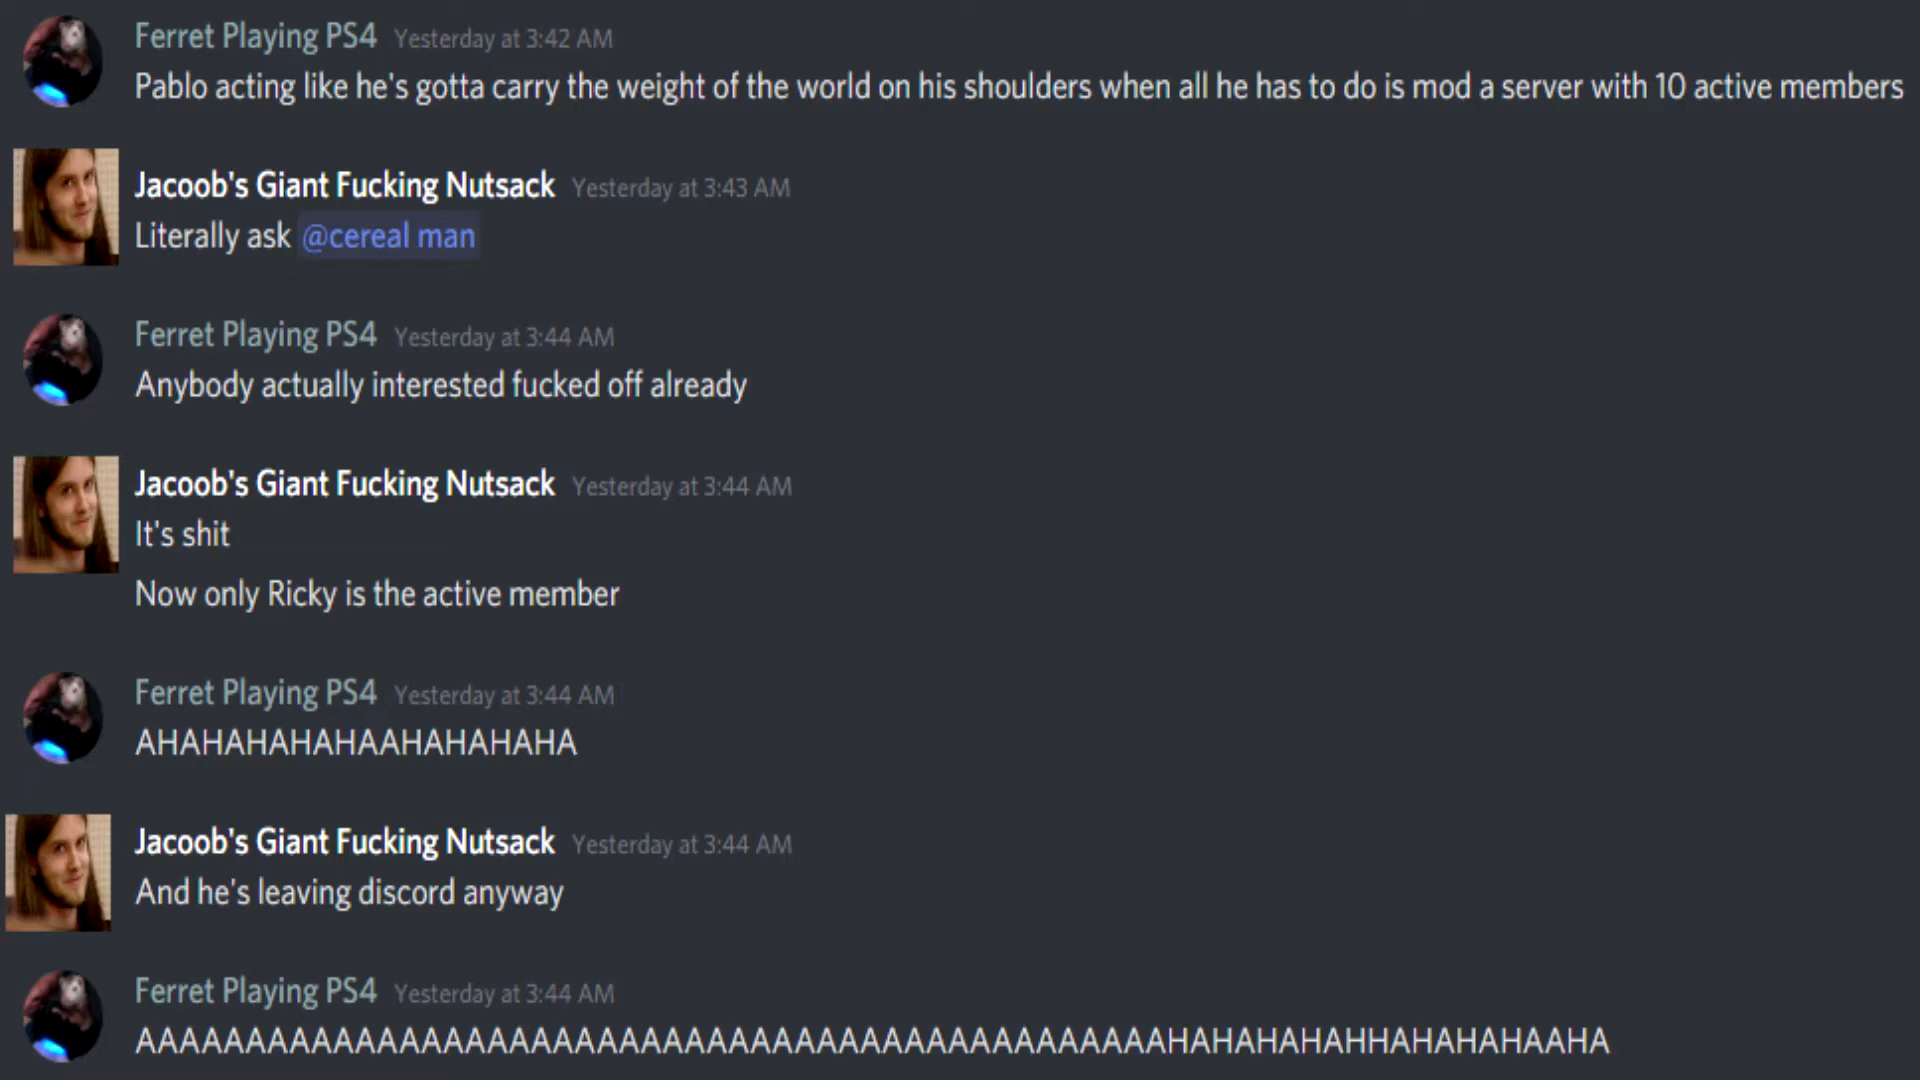 Ferret Playing PS4 Yesterday at 3:42 AM
Pablo acting like he's gotta carry the weight of the world on his shoulders when all he has to do is mod a server with 10 active members
Jacoob's Giant Fucking Nutsack Yesterday at 3:43 AM
Literally ask @cereal man
Ferret Playing PS4 Yesterday at 3:44 AM
Anybody actually interested fucked off already
Jacoob's Giant Fucking Nutsack Yesterday at 3:44 AM
It's shit
Now only Ricky is the active member
Ferret Playing PS4 Yesterday at 3:44 AM
AHAHAHAHAHAAHAHAHAHA
Jacoob's Giant Fucking Nutsack Yesterday at 3:44 AM
And he's leaving discord anyway
Ferret Playing PS4 Yesterday at 3:44 AM
AAAAAAAAAAAAAAAAAAAAAAAAAAAAAAAAAAAAAAAAAAAAAAAHAHAHAHAHHAHAHAHAAHA